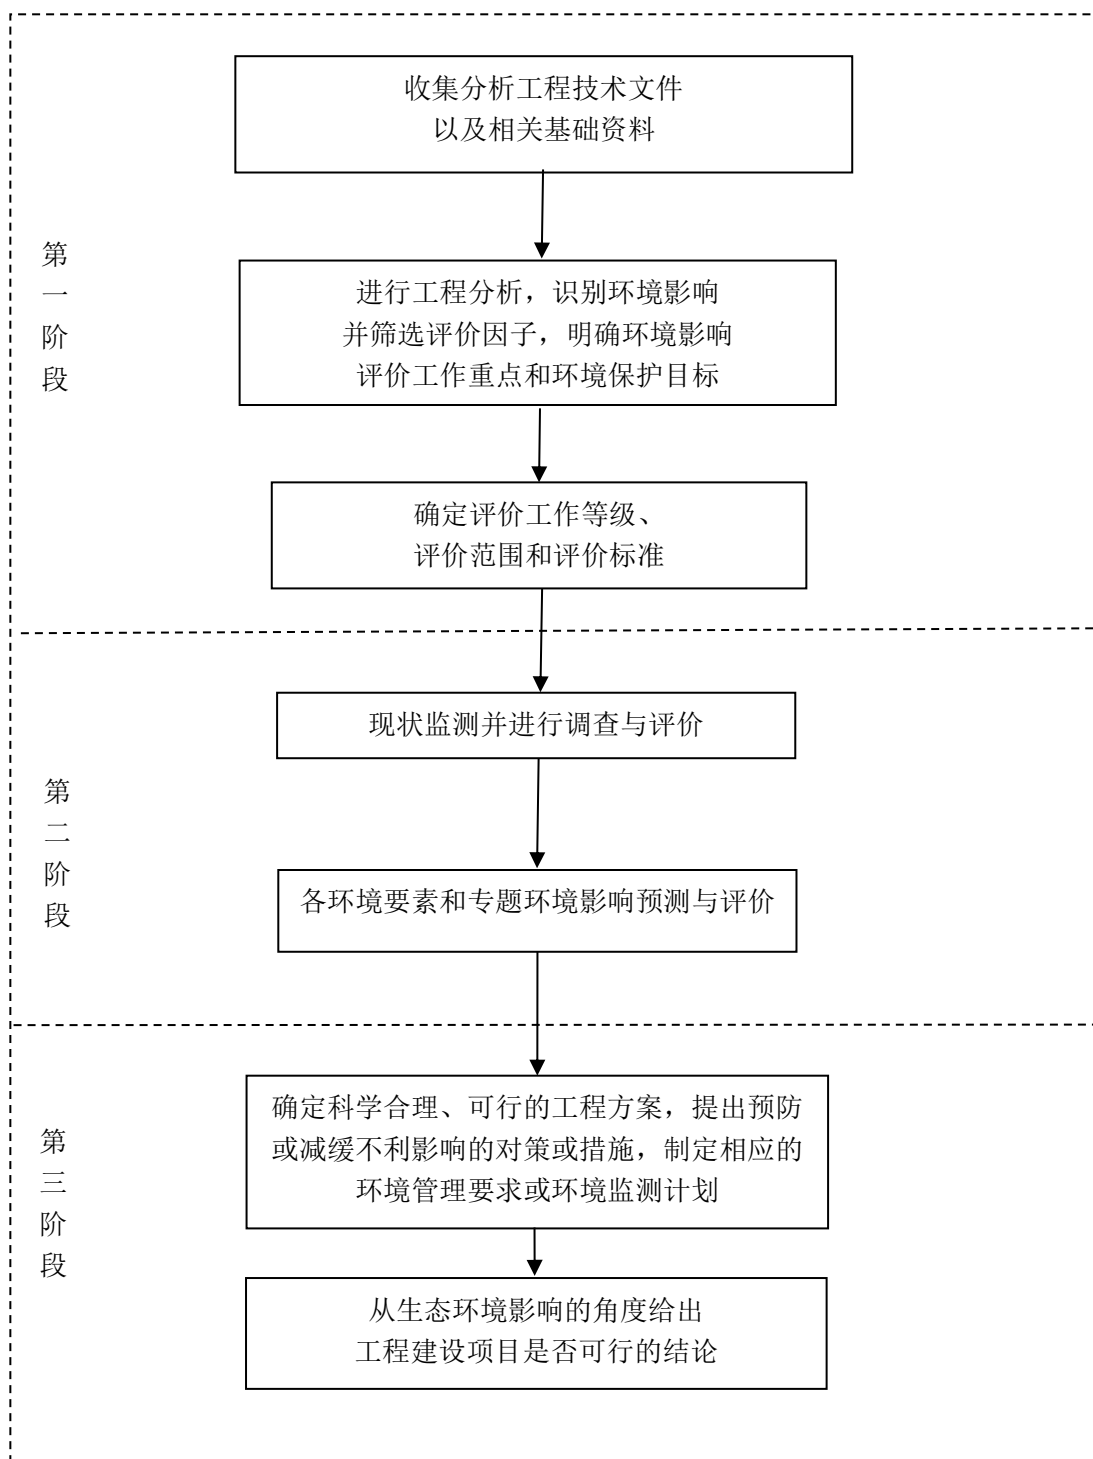 收集分析工程技术文件
以及相关基础资料
第一阶段
进行工程分析，识别环境影响
并筛选评价因子，明确环境影响
评价工作重点和环境保护目标
确定评价工作等级、
评价范围和评价标准
现状监测并进行调查与评价
第二阶段
各环境要素和专题环境影响预测与评价
确定科学合理、可行的工程方案，提出预防
或减缓不利影响的对策或措施，制定相应的
环境管理要求或环境监测计划
第三阶段
从生态环境影响的角度给出
工程建设项目是否可行的结论